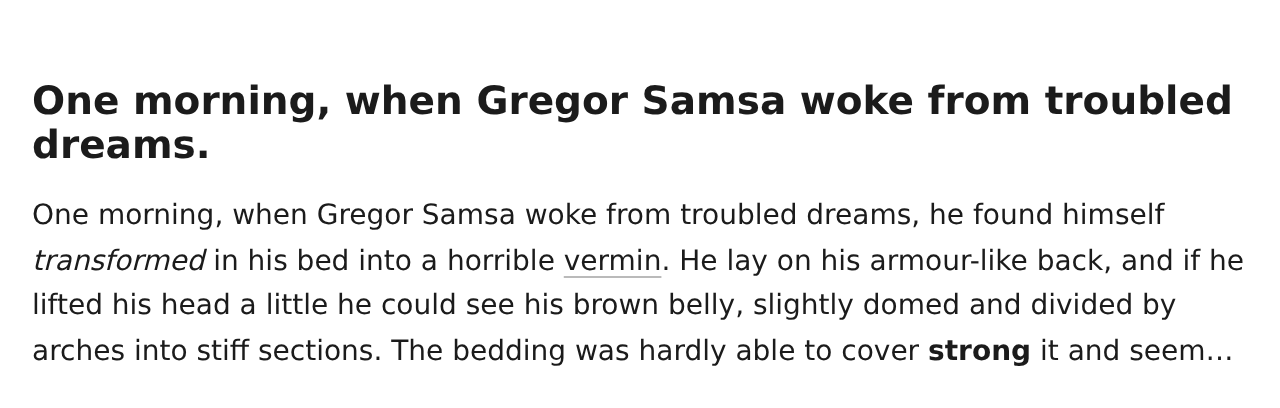 One morning, when Gregor Samsa woke from troubled
dreams.
One morning, when Gregor Samsa woke from troubled dreams, he found himself
transformed in his bed into a horrible vermin. He lay on his armour-like back, and if he
lifted his head a little he could see his brown belly, slightly domed and divided by
arches into stiff sections. The bedding was hardly able to cover strong it and seem…